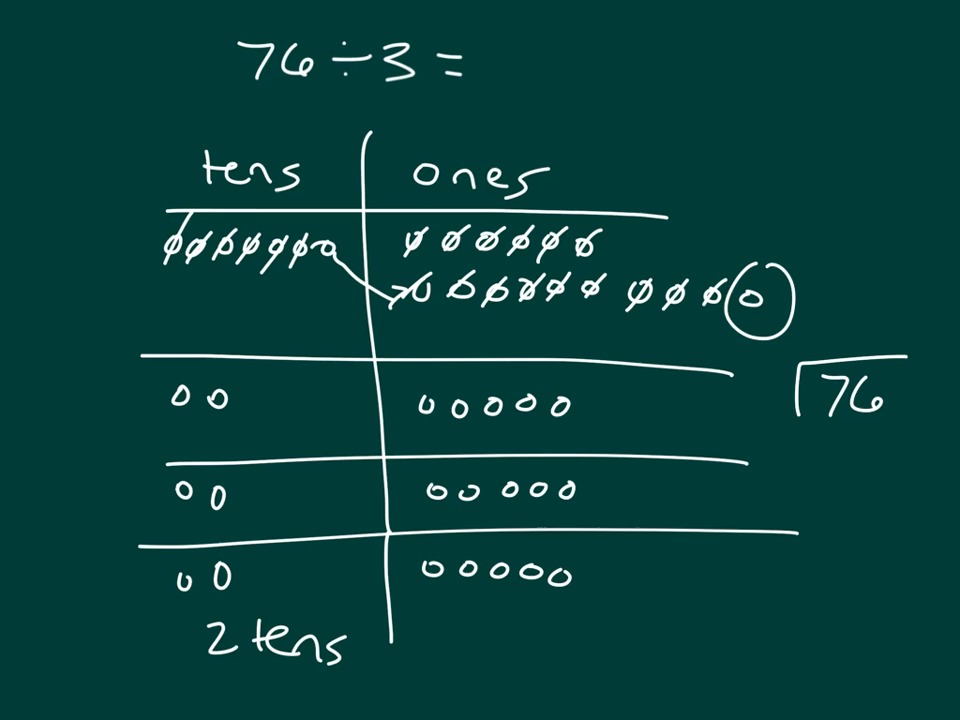 76 ÷ 3 =
tens ones
76
2 tens